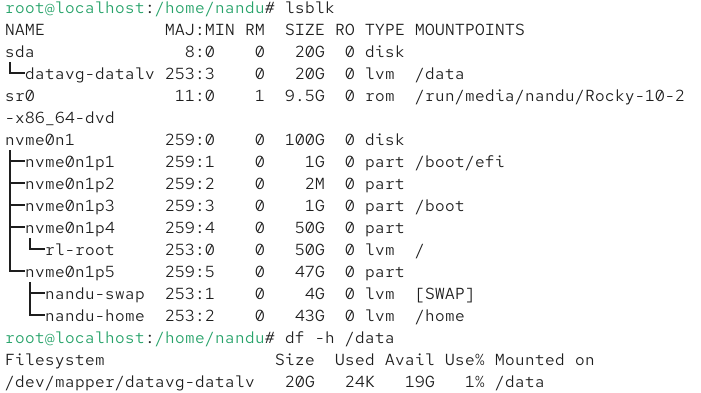 root@localhost:/home/nandu# lsblk
NAME            MAJ:MIN RM  SIZE RO TYPE MOUNTPOINTS
sda               8:0    0   20G  0 disk
└─datavg-datalv 253:3    0   20G  0 lvm  /data
sr0              11:0    1  9.5G  0 rom  /run/media/nandu/Rocky-10-2
-x86_64-dvd
nvme0n1         259:0    0  100G  0 disk
├─nvme0n1p1     259:1    0    1G  0 part /boot/efi
├─nvme0n1p2     259:2    0    2M  0 part
├─nvme0n1p3     259:3    0    1G  0 part /boot
├─nvme0n1p4     259:4    0   50G  0 part
│ └─rl-root     253:0    0   50G  0 lvm  /
└─nvme0n1p5     259:5    0   47G  0 part
  ├─nandu-swap  253:1    0    4G  0 lvm  [SWAP]
  └─nandu-home  253:2    0   43G  0 lvm  /home
root@localhost:/home/nandu# df -h /data
Filesystem                 Size  Used Avail Use% Mounted on
/dev/mapper/datavg-datalv   20G   24K   19G   1% /data